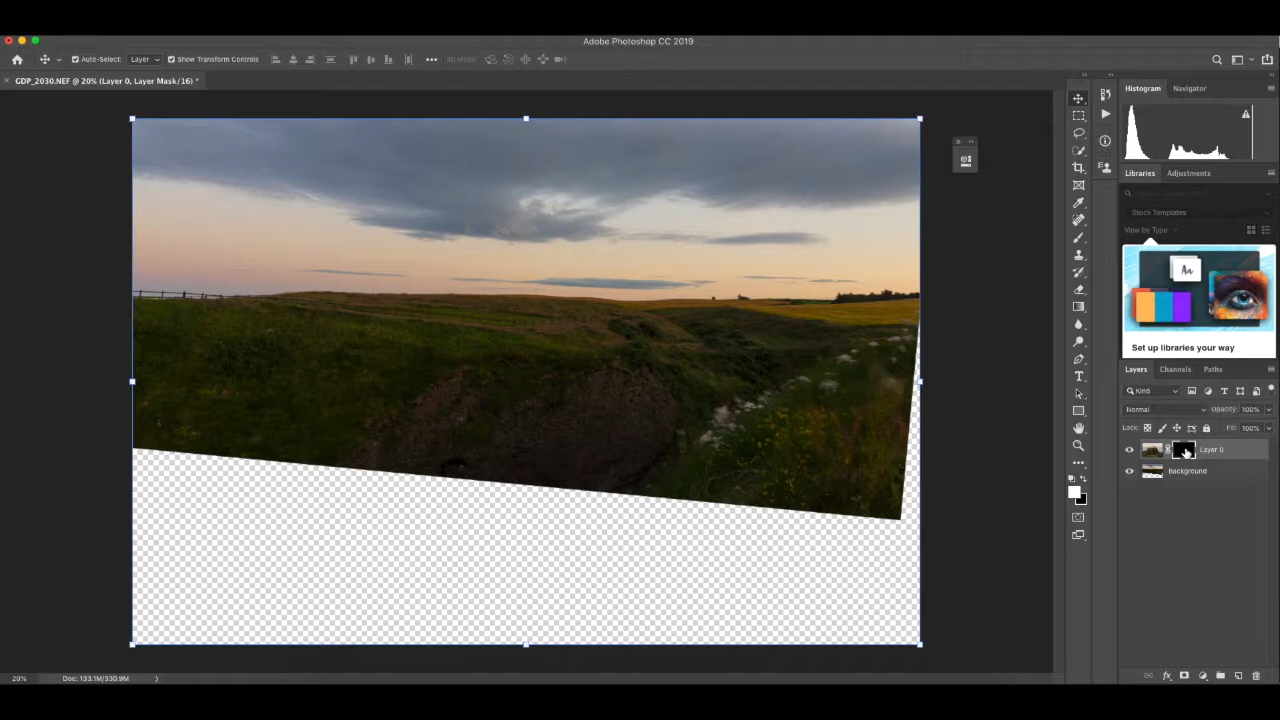 Adobe Photoshop CC 2019
Auto-Select: Layer Show Transform Controls 3D Mode:
GDP_2030.NEF @ 20% (Layer 0, Layer Mask/16) *
Histogram Navigator
Libraries Adjustments
Stock Templates
View by Type
Aa
Set up libraries your way
Layers Channels Paths
Kind
Normal Opacity: 100%
Lock: Fill: 100%
Layer 0
Background
20% Doc: 133.1M/330.9M